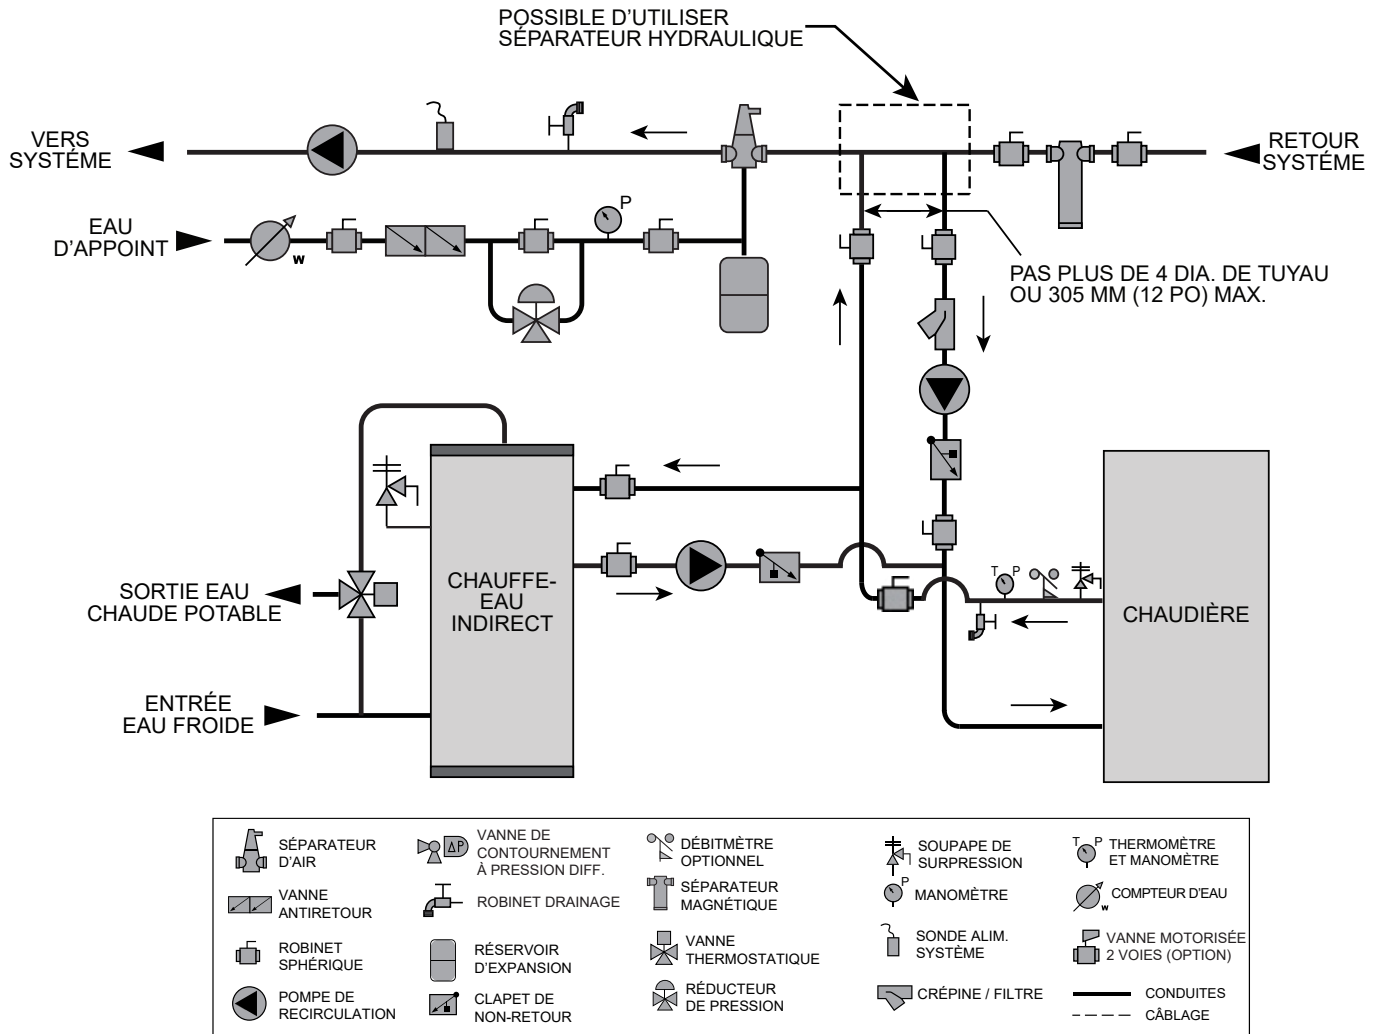 POSSIBLE D'UTILISER
SÉPARATEUR HYDRAULIQUE
VERS
SYSTÉME
RETOUR
SYSTÉME
EAU
D'APPOINT
W
P
PAS PLUS DE 4 DIA. DE TUYAU
OU 305 MM (12 PO) MAX.
CHAUFFE-
EAU
INDIRECT
SORTIE EAU
CHAUDE POTABLE
T P
CHAUDIÈRE
ENTRÉE
EAU FROIDE
SÉPARATEUR
D'AIR
VANNE
ANTIRETOUR
ROBINET
SPHÉRIQUE
POMPE DE
RECIRCULATION
ΔP
VANNE DE
CONTOURNEMENT
À PRESSION DIFF.
ROBINET DRAINAGE
RÉSERVOIR
D'EXPANSION
CLAPET DE
NON-RETOUR
DÉBITMÈTRE
OPTIONNEL
SÉPARATEUR
MAGNÉTIQUE
VANNE
THERMOSTATIQUE
RÉDUCTEUR
DE PRESSION
SOUPAPE DE
SURPRESSION
P
MANOMÈTRE
SONDE ALIM.
SYSTÈME
CRÉPINE / FILTRE
T P
THERMOMÈTRE
ET MANOMÈTRE
W
COMPTEUR D'EAU
VANNE MOTORISÉE
2 VOIES (OPTION)
CONDUITES
CÂBLAGE